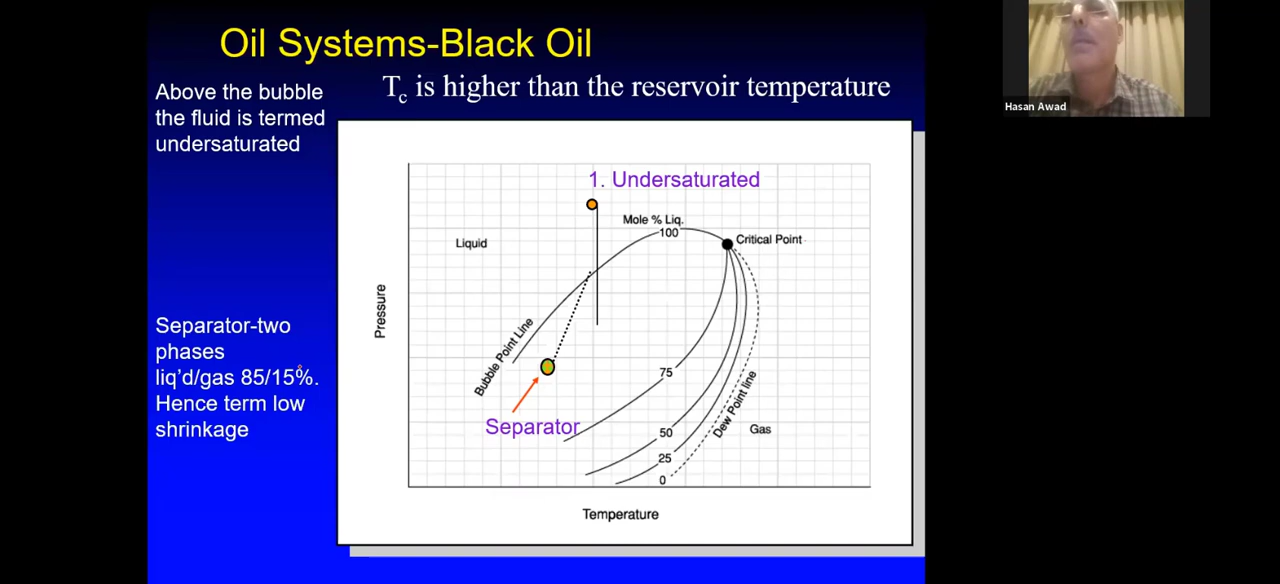 Oil Systems-Black Oil
Tc is higher than the reservoir temperature
Above the bubble
the fluid is termed
undersaturated
Separator-two
phases
liq'd/gas 85/15%.
Hence term low
shrinkage
1. Undersaturated
Mole % Liq.
100
Critical Point
Liquid
Pressure
Bubble Point Line
75
Separator
50
25
0
Dew Point line
Gas
Temperature
Hasan Awad